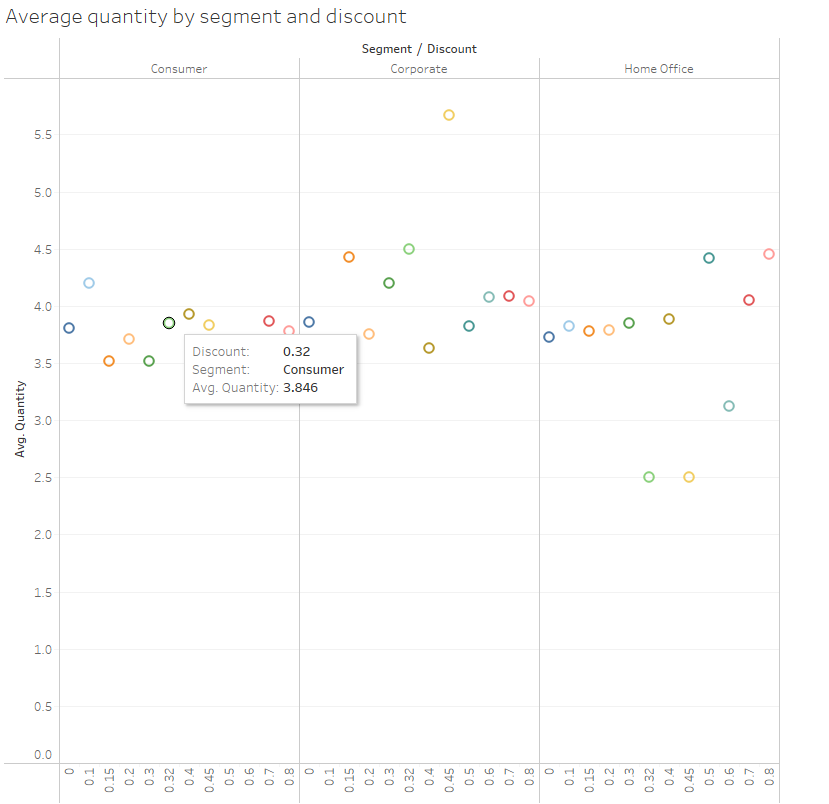 Average quantity by segment and discount
Segment / Discount
Consumer Corporate Home Office
5.5
5.0
4.5
4.0
3.5
3.0
2.5
2.0
1.5
1.0
0.5
0.0
Avg. Quantity
Discount: 0.32
Segment: Consumer
Avg. Quantity: 3.846
0 0.1 0.15 0.2 0.3 0.32 0.4 0.45 0.5 0.6 0.7 0.8 0 0.1 0.15 0.2 0.3 0.32 0.4 0.45 0.5 0.6 0.7 0.8 0 0.1 0.15 0.2 0.3 0.32 0.4 0.45 0.5 0.6 0.7 0.8